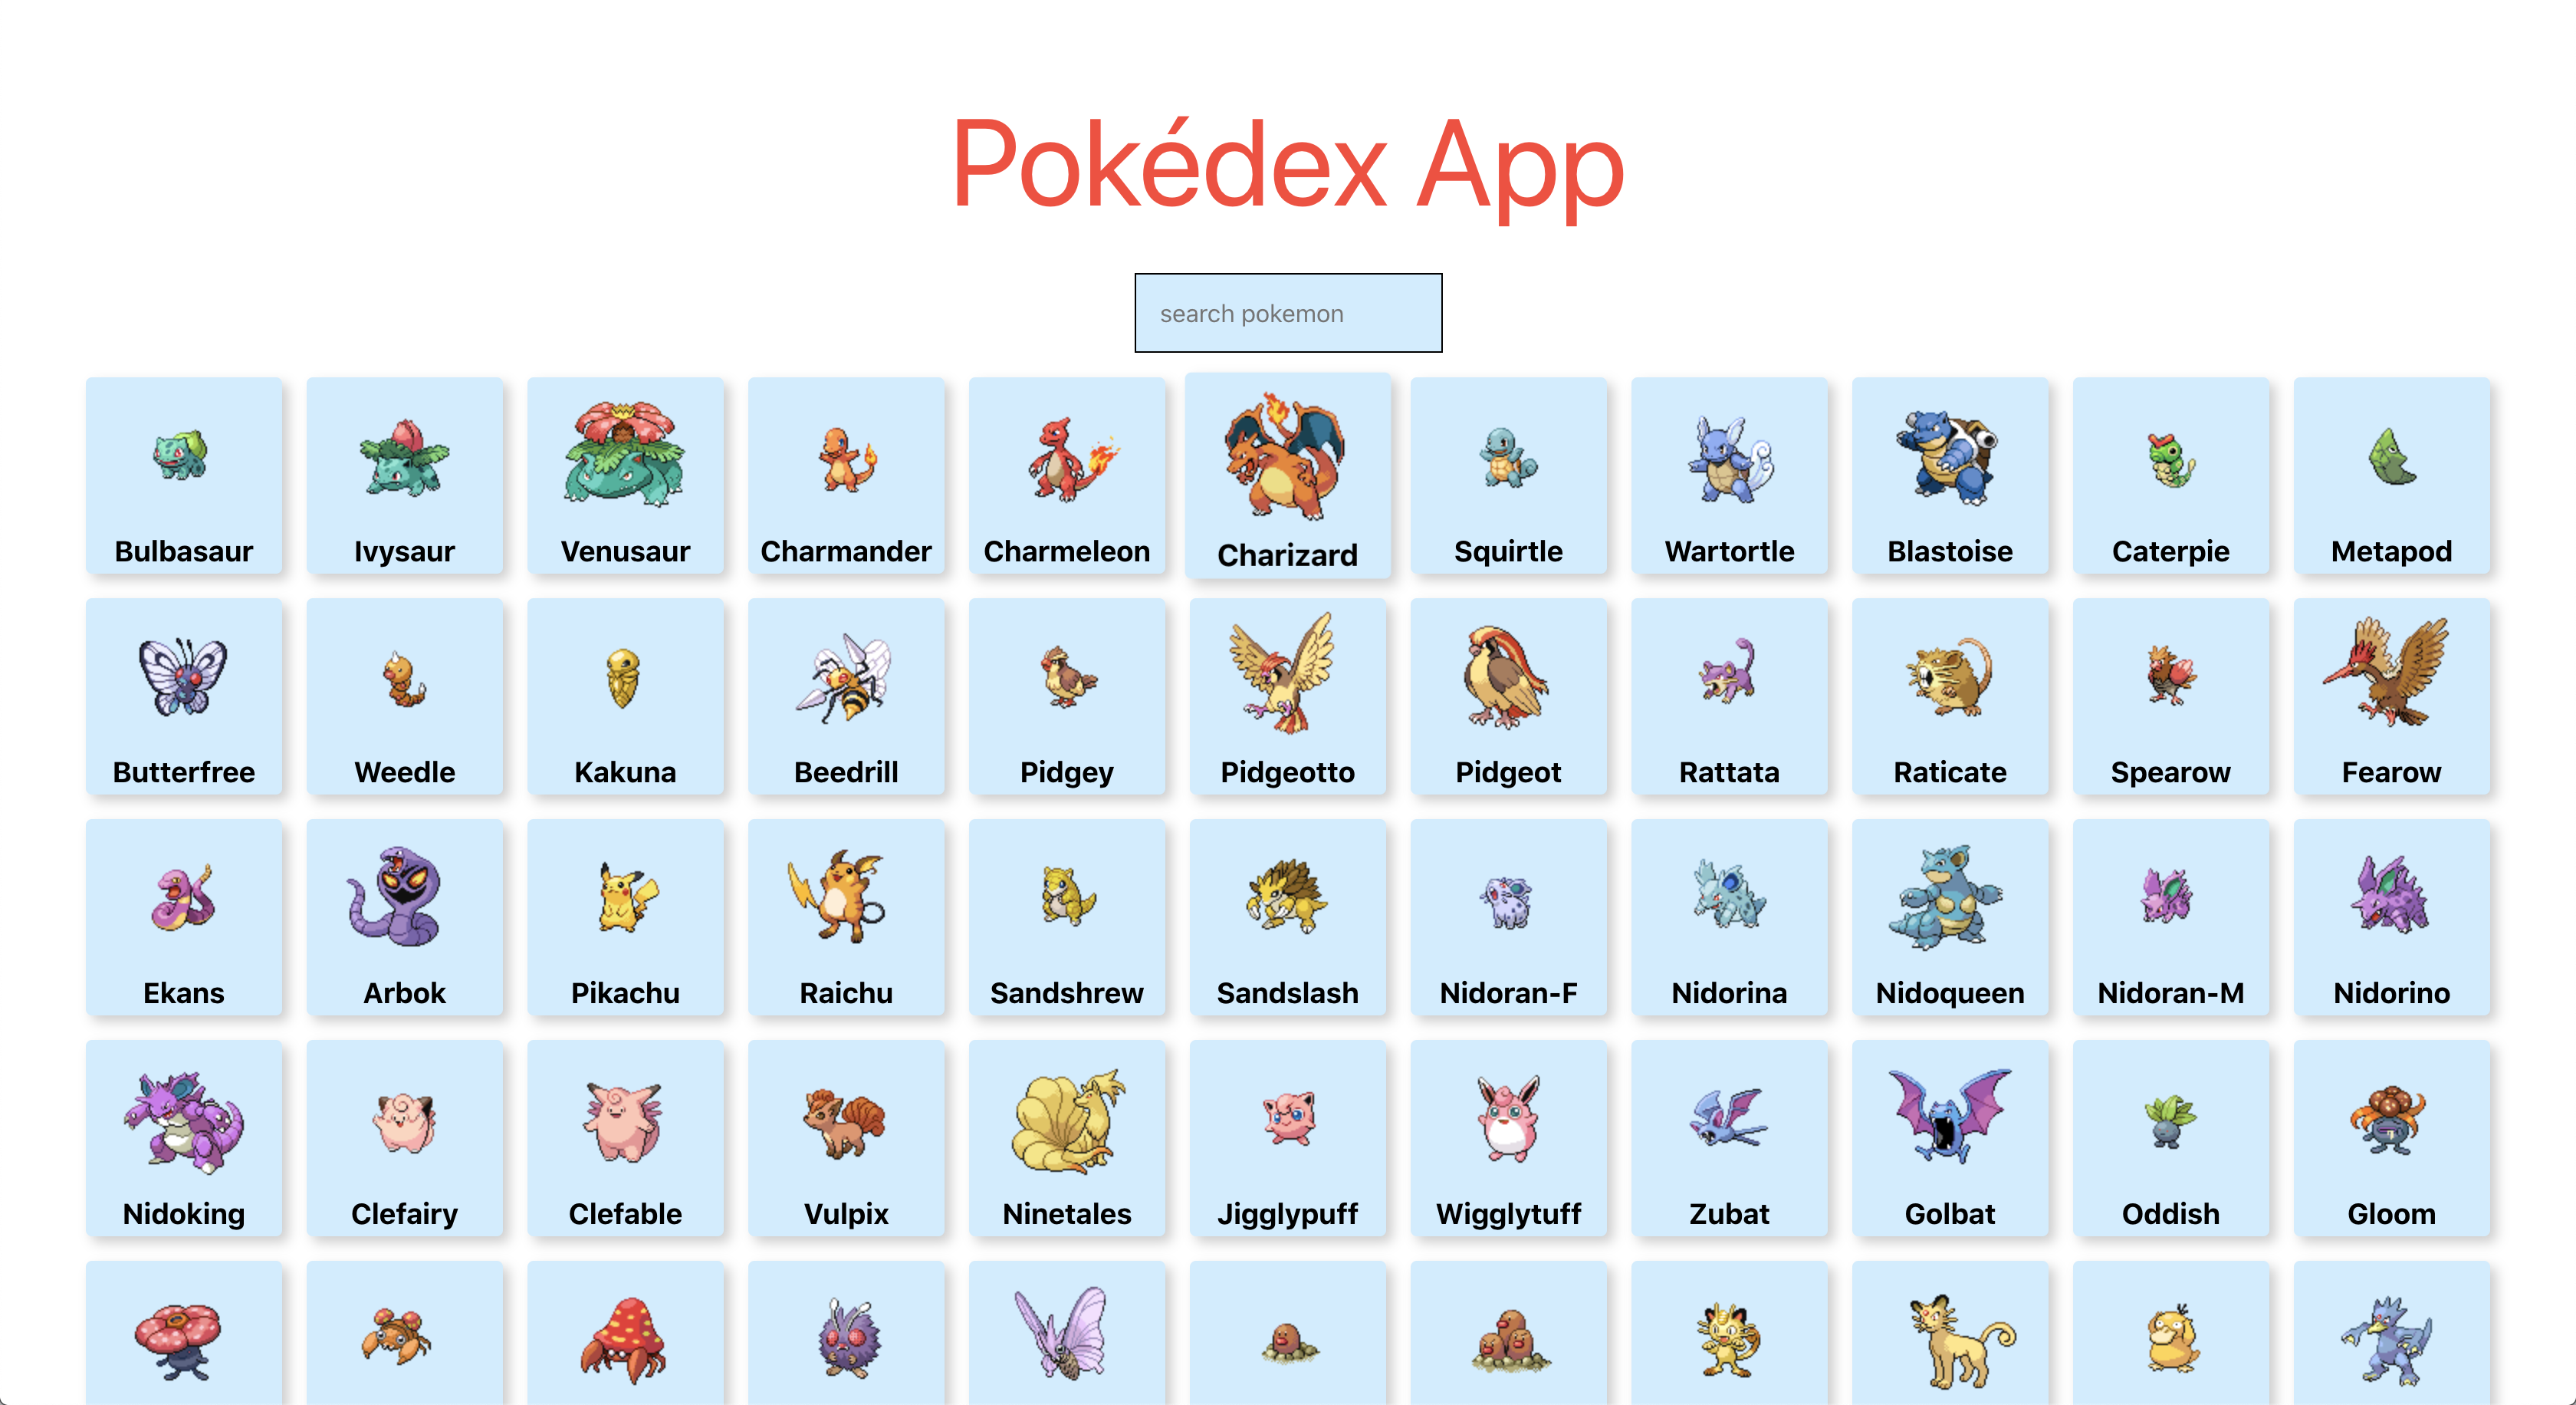 Pokédex App
search pokemon
Bulbasaur Ivysaur Venusaur Charmander Charmeleon Charizard Squirtle Wartortle Blastoise Caterpie Metapod
Butterfree Weedle Kakuna Beedrill Pidgey Pidgeotto Pidgeot Rattata Raticate Spearow Fearow
Ekans Arbok Pikachu Raichu Sandshrew Sandslash Nidoran-F Nidorina Nidoqueen Nidoran-M Nidorino
Nidoking Clefairy Clefable Vulpix Ninetales Jigglypuff Wigglytuff Zubat Golbat Oddish Gloom